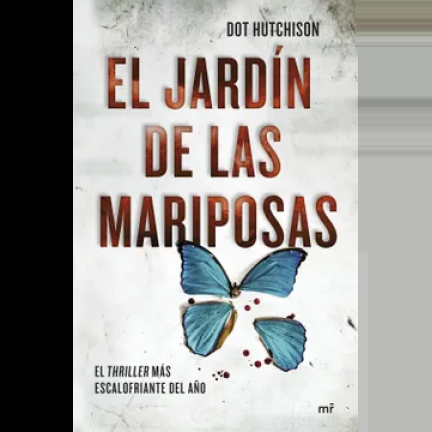 DOT HUTCHISON
EL JARDÍN
DE LAS
MARIPOSAS
EL THRILLER MÁS
ESCALOFRIANTE DEL AÑO
mr